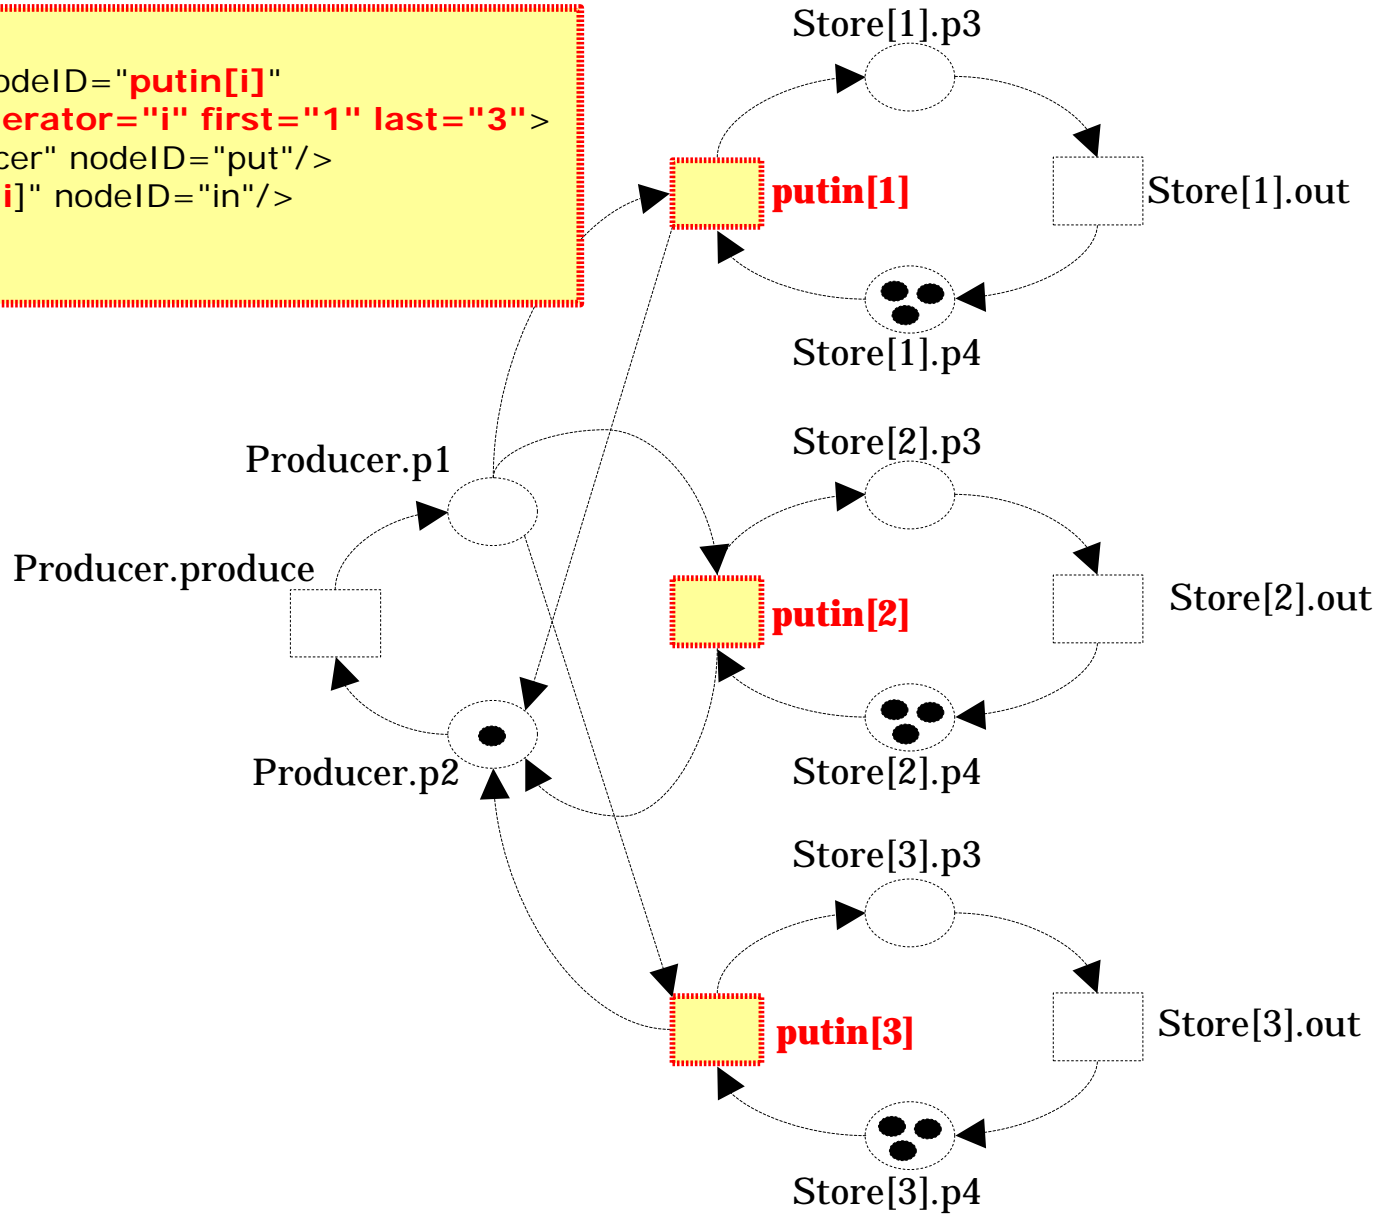 odeID="putin[i]"
erator="i" first="1" last="3">
cer" nodeID="put"/>
i]" nodeID="in"/>
Store[1].p3
putin[1]
Store[1].out
Store[1].p4
Producer.p1
Store[2].p3
Producer.produce
putin[2]
Store[2].out
Producer.p2
Store[2].p4
Store[3].p3
putin[3]
Store[3].out
Store[3].p4